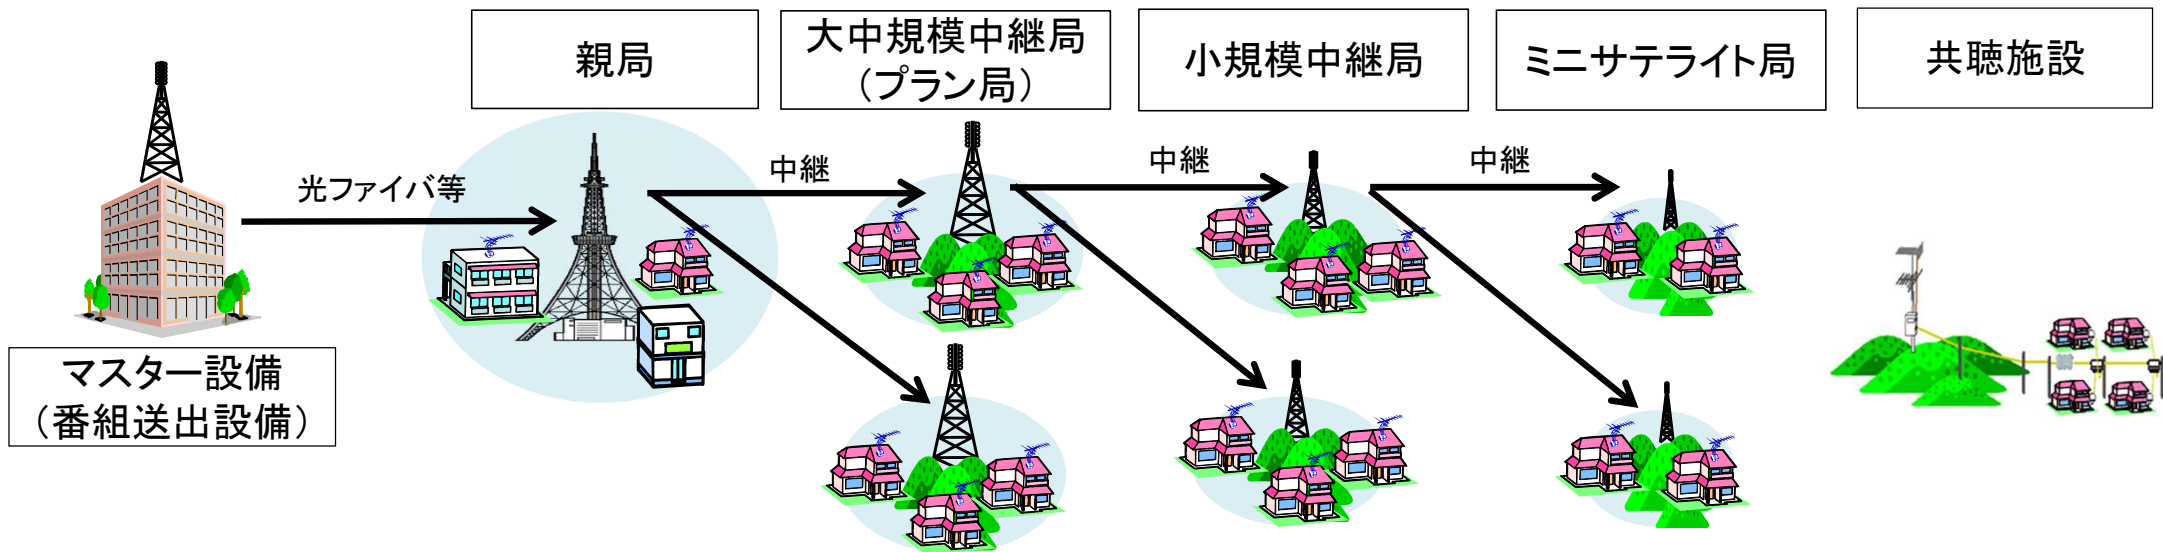 親局
大中規模中継局
（プラン局）
小規模中継局
ミニサテライト局
共聴施設
光ファイバ等
中継
中継
中継
マスター設備
（番組送出設備）